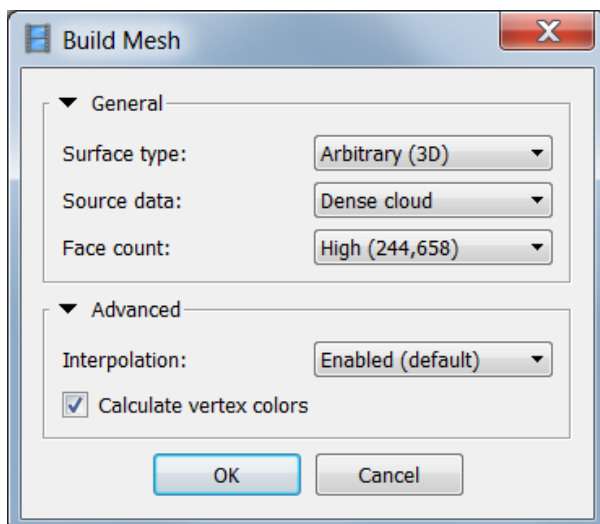 Build Mesh
General
Surface type: Arbitrary (3D)
Source data: Dense cloud
Face count: High (244,658)
Advanced
Interpolation: Enabled (default)
Calculate vertex colors
OK Cancel